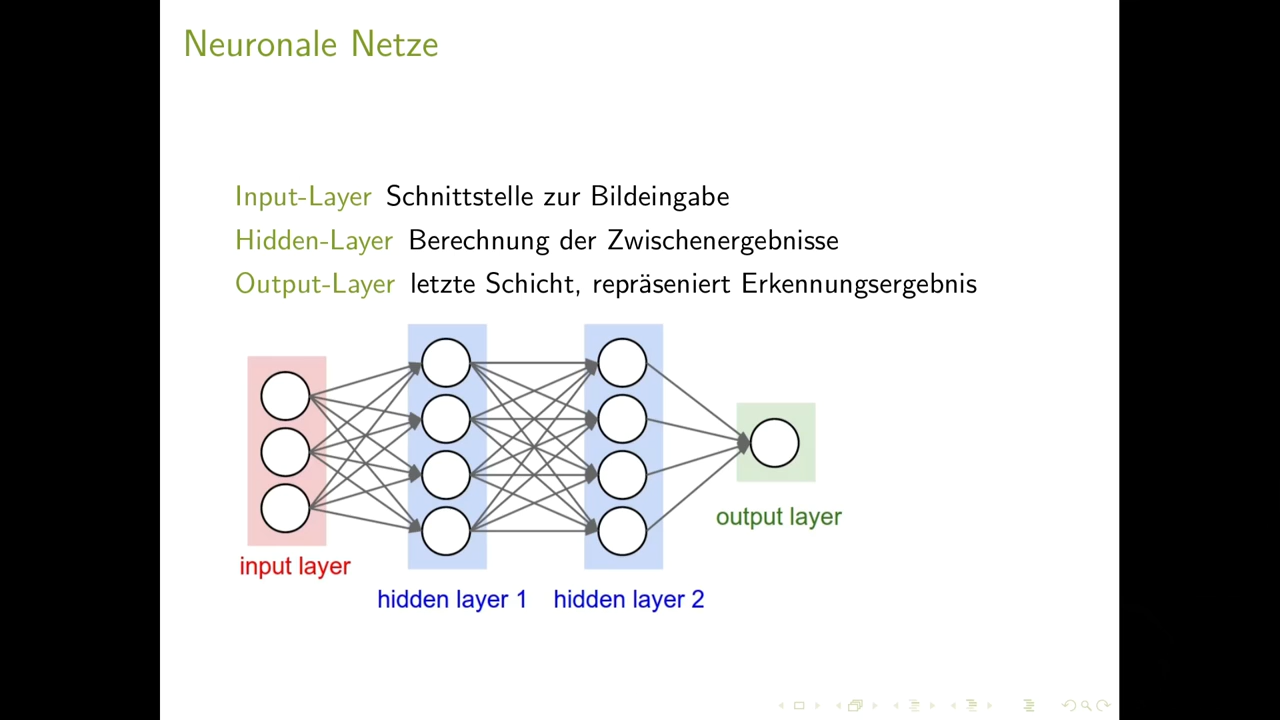 Neuronale Netze
Input-Layer Schnittstelle zur Bildeingabe
Hidden-Layer Berechnung der Zwischenergebnisse
Output-Layer letzte Schicht, repräseniert Erkennungsergebnis
output layer
input layer
hidden layer 1 hidden layer 2